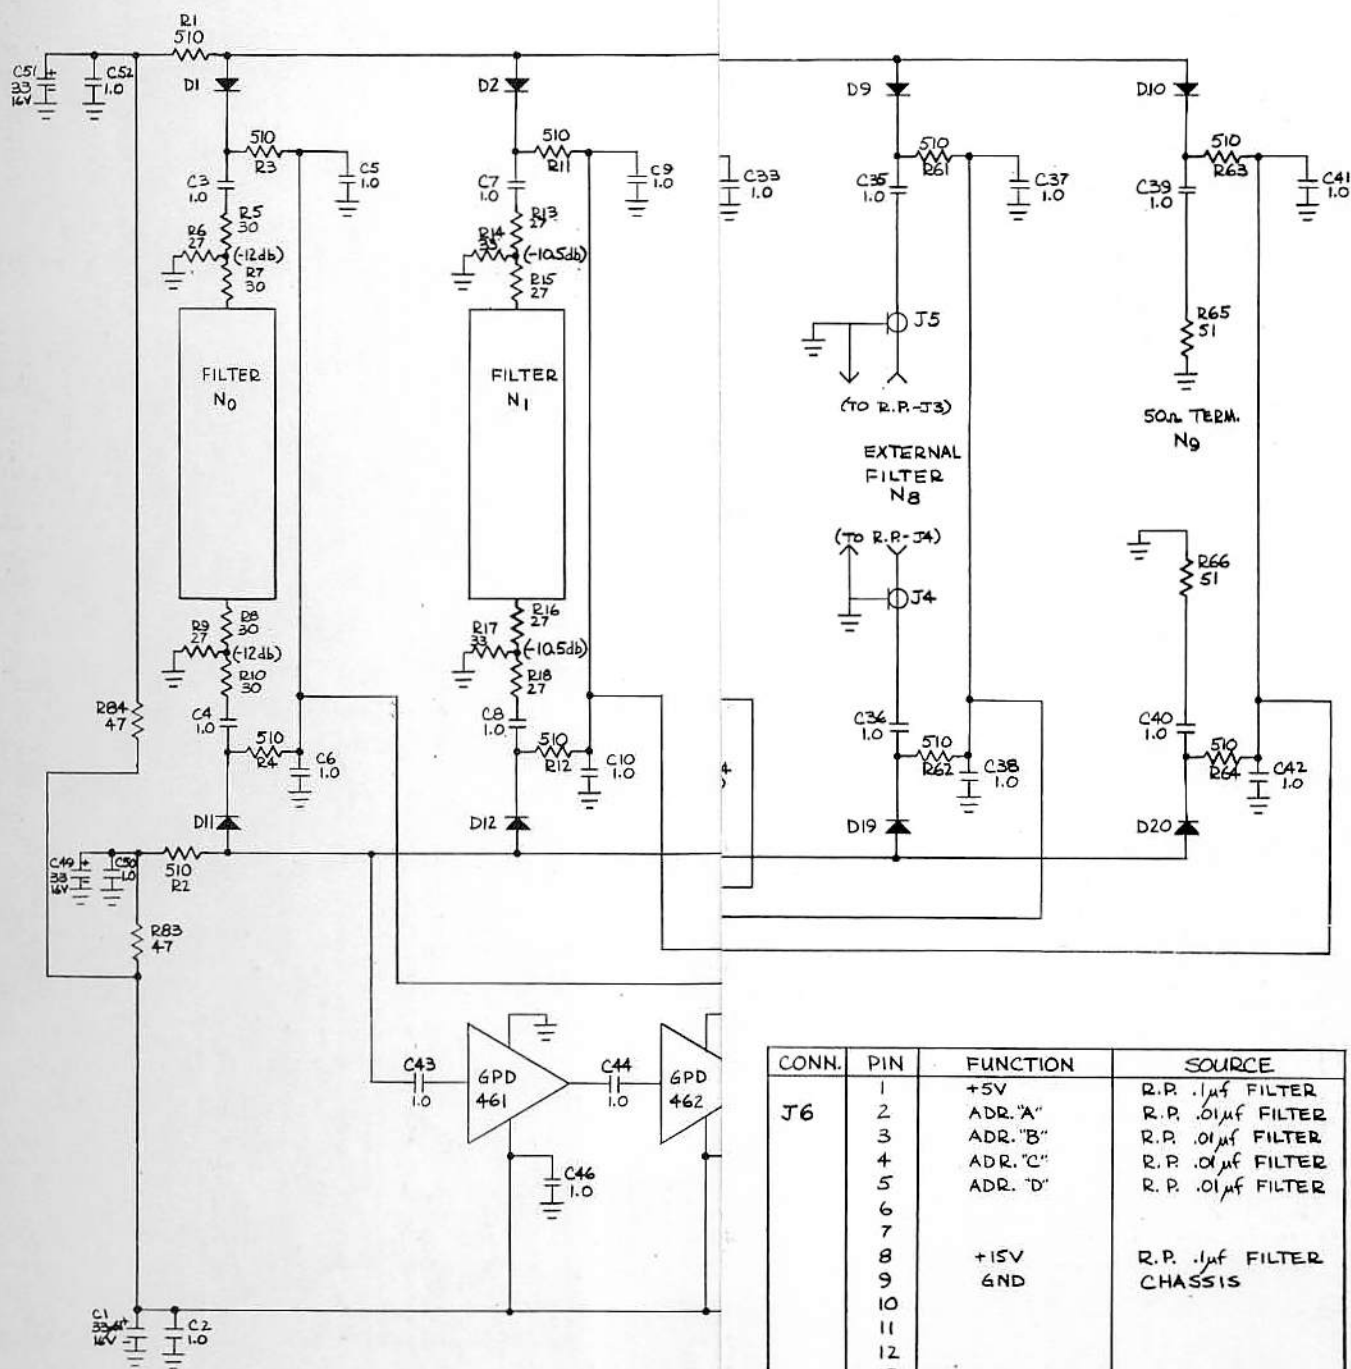 R1
510
C51
33
16V
+
C52
1.0
D1
D2
D9
D10
510
R3
C5
1.0
510
R11
C9
1.0
C33
1.0
510
R61
C37
1.0
510
R63
C41
1.0
C3
1.0
C7
1.0
C35
1.0
C39
1.0
R5
30
R6
27
(-12db)
R7
30
R13
27
R14
33
(-10.5db)
R15
27
J5
R65
51
FILTER
N0
FILTER
N1
(TO R.P.-J3)
EXTERNAL
FILTER
N8
(TO R.P.-J4)
J4
50Ω TERM.
N9
R66
51
R8
30
R9
27
(-12db)
R10
30
R16
27
R17
33
(-10.5db)
R18
27
R84
47
C4
1.0
510
R4
C6
1.0
C8
1.0
510
R12
C10
1.0
4
C36
1.0
510
R62
C38
1.0
C40
1.0
510
R64
C42
1.0
D11
D12
D19
D20
C49
33
16V
+
C50
1.0
510
R2
R83
47
C43
1.0
GPD
461
C44
1.0
GPD
462
C46
1.0
C1
33
16V
+
-
C2
1.0
CONN. PIN FUNCTION SOURCE
1 +5V R.P. .1µf FILTER
J6 2 ADR. "A" R.P. .01µf FILTER
3 ADR. "B" R.P. .01µf FILTER
4 ADR. "C" R.P. .01µf FILTER
5 ADR. "D" R.P. .01µf FILTER
6
7
8 +15V R.P. .1µf FILTER
9 GND CHASSIS
10
11
12